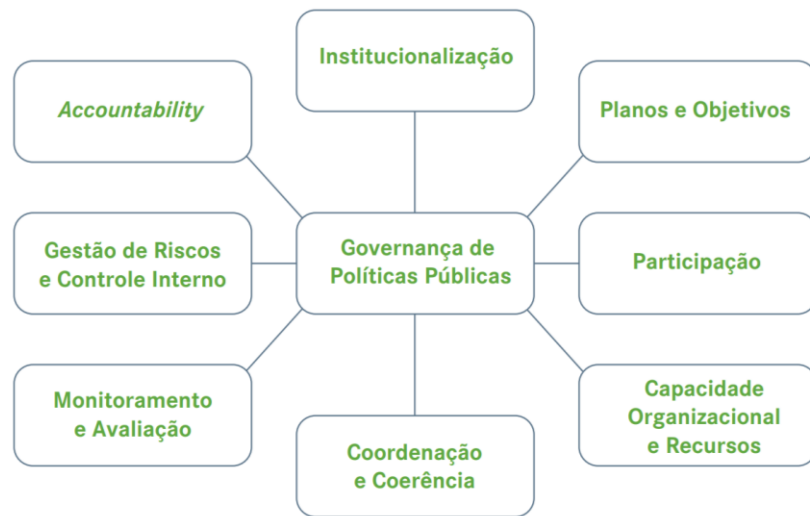 Institucionalização
Accountability
Planos e Objetivos
Gestão de Riscos
e Controle Interno
Governança de
Políticas Públicas
Participação
Monitoramento
e Avaliação
Coordenação
e Coerência
Capacidade
Organizacional
e Recursos